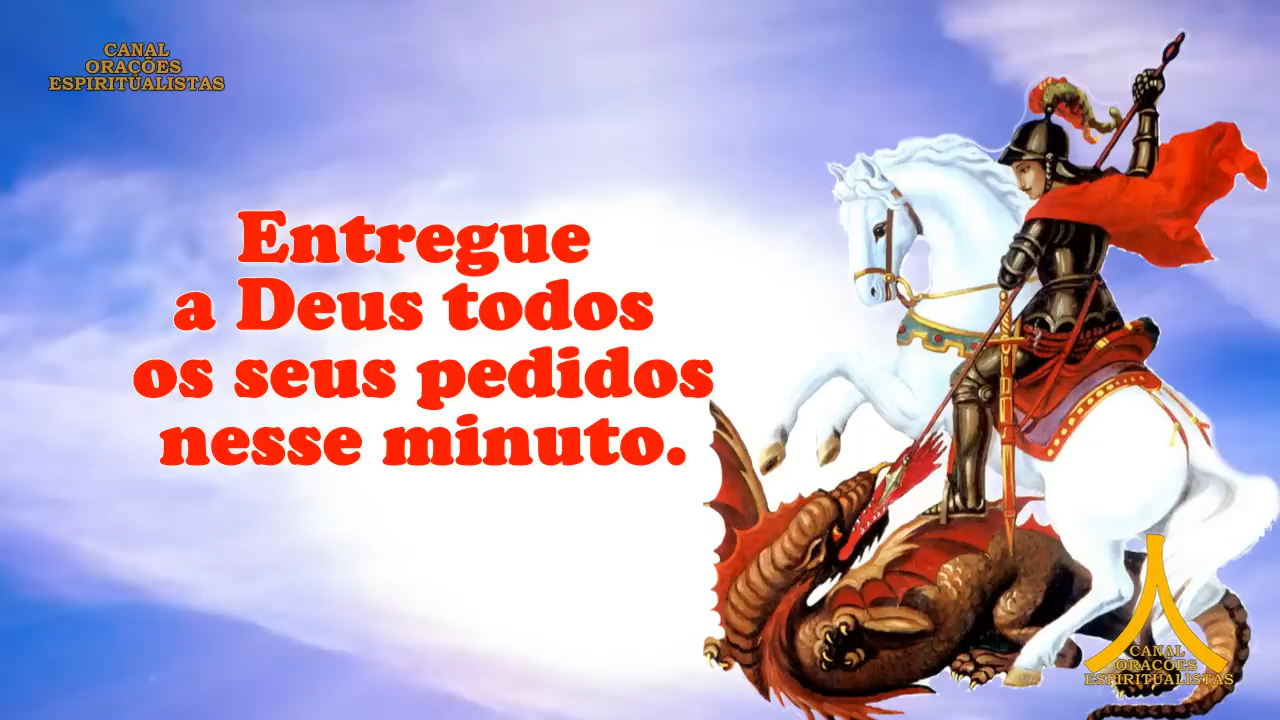 CANAL
ORAÇÕES
ESPIRITUALISTAS
Entregue
a Deus todos
os seus pedidos
nesse minuto.
CANAL
ORAÇÕES
ESPIRITUALISTAS